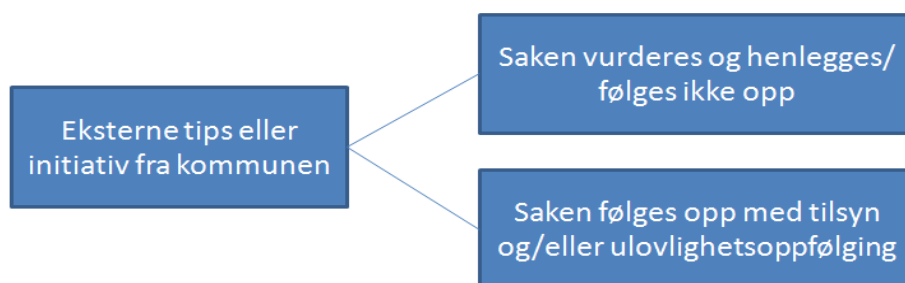 Eksterne tips eller
initiativ fra kommunen
Saken vurderes og henlegges/
følges ikke opp
Saken følges opp med tilsyn
og/eller ulovlighetsoppfølging